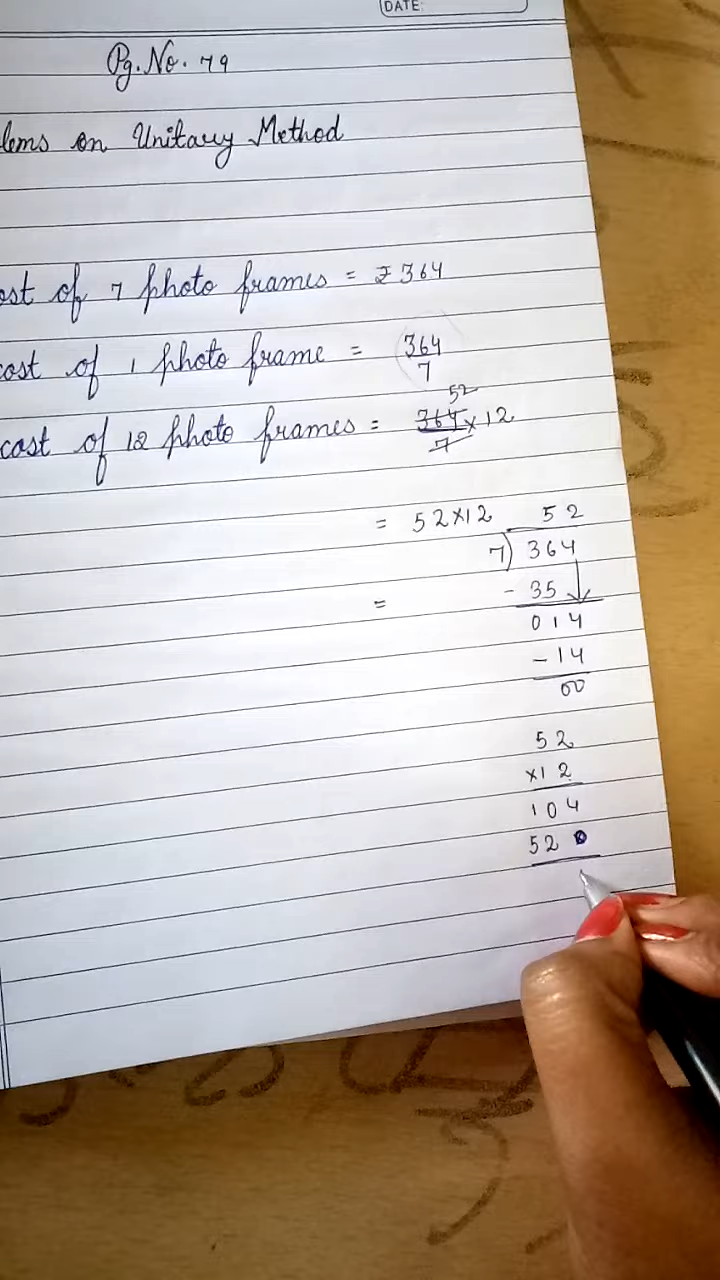 DATE:
Pg.No. 79
lems on Unitary Method
ost of 7 photo frames = ₹364
cost of 1 photo frame = 364
7
52
cost of 12 photo frames = 364 x 12
7
= 52x12
52
7) 364
- 35
=
014
- 14
00
52
x12
104
520